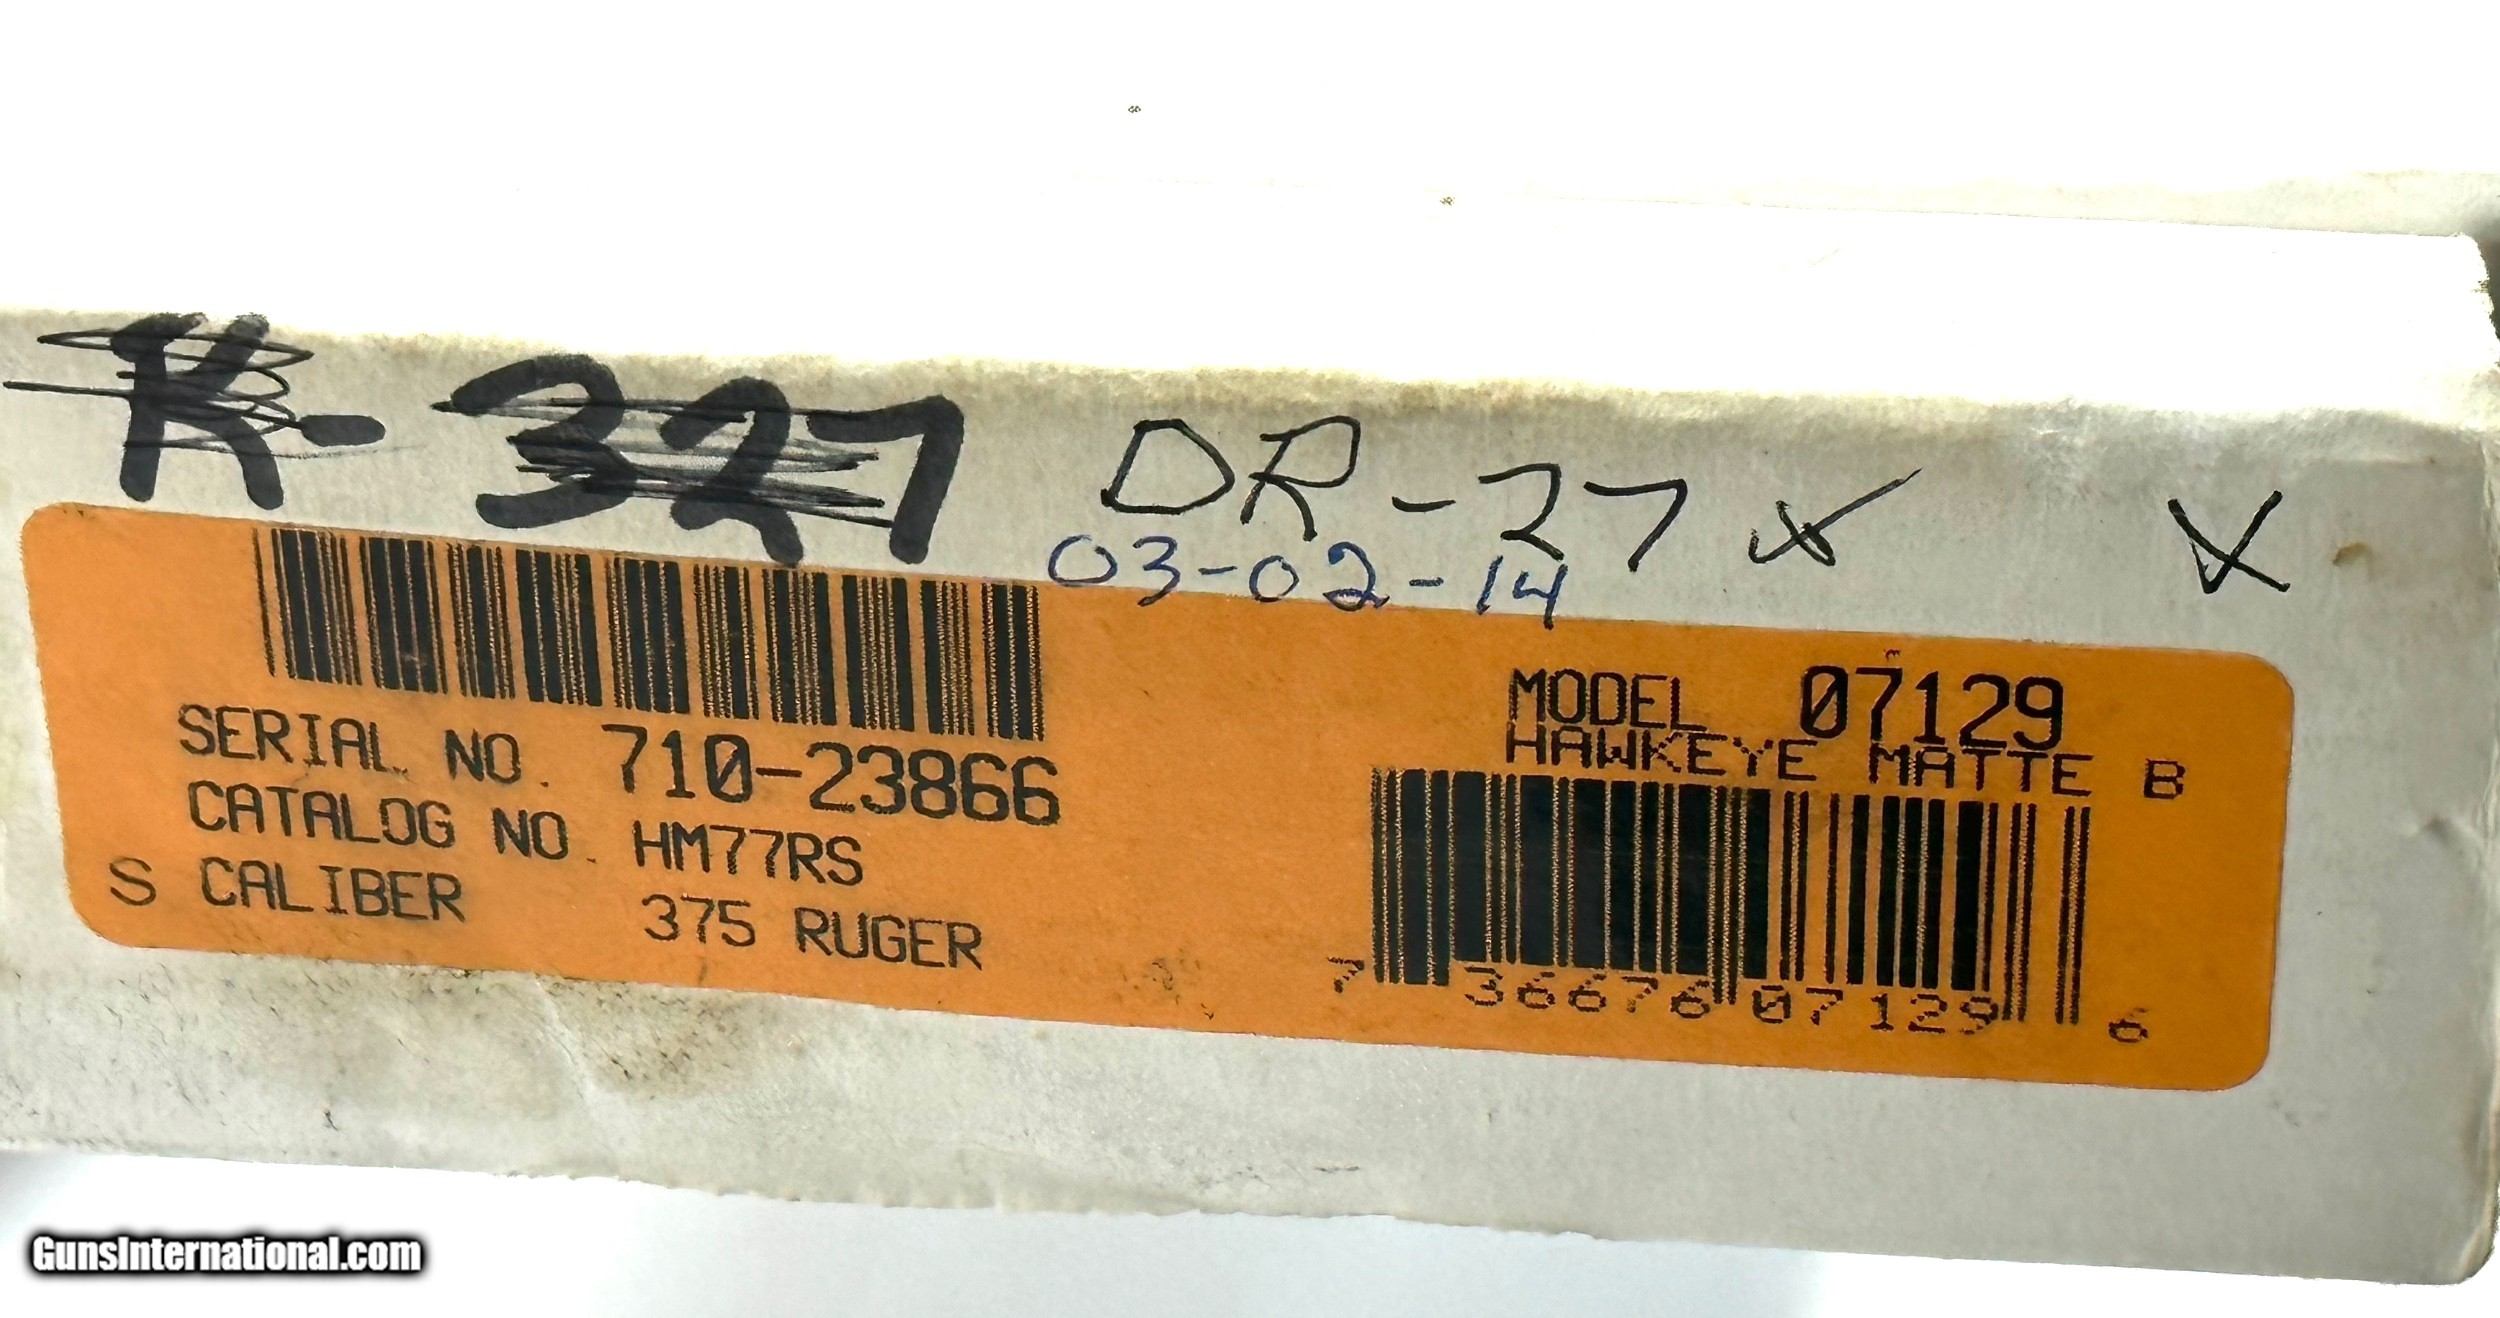 K-327 DR-27 X X
03-02-14
SERIAL NO. 710-23866
CATALOG NO. HM77RS
S CALIBER 375 RUGER
MODEL 07129
HAWKEYE MATTE B
7 36676 07129 6
GunsInternational.com